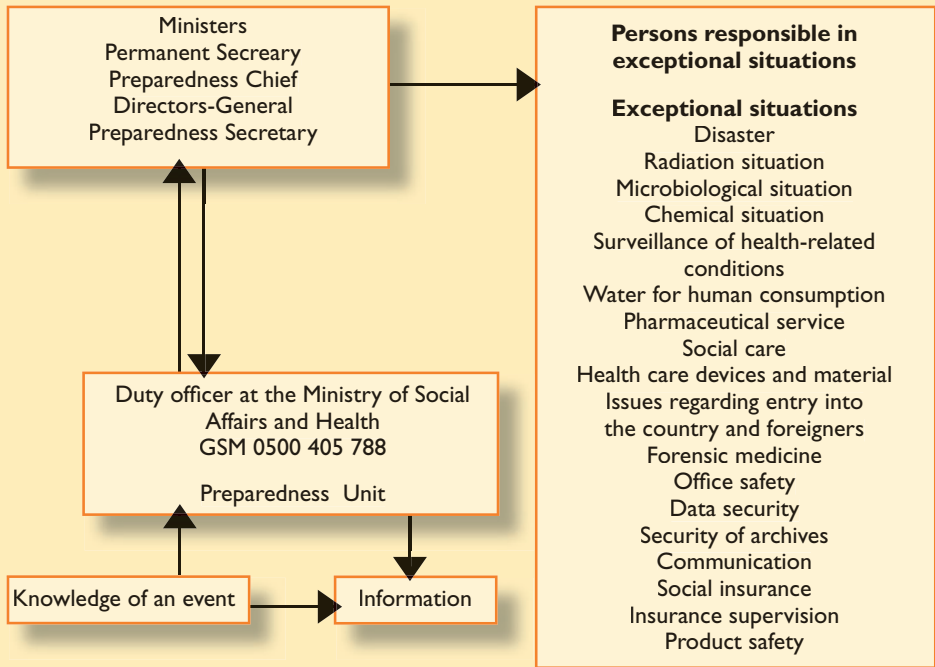 Ministers
Permanent Secreary
Preparedness Chief
Directors-General
Preparedness Secretary
Duty officer at the Ministry of Social
Affairs and Health
GSM 0500 405 788
Preparedness Unit
Knowledge of an event
Information
Persons responsible in
exceptional situations
Exceptional situations
Disaster
Radiation situation
Microbiological situation
Chemical situation
Surveillance of health-related
conditions
Water for human consumption
Pharmaceutical service
Social care
Health care devices and material
Issues regarding entry into
the country and foreigners
Forensic medicine
Office safety
Data security
Security of archives
Communication
Social insurance
Insurance supervision
Product safety